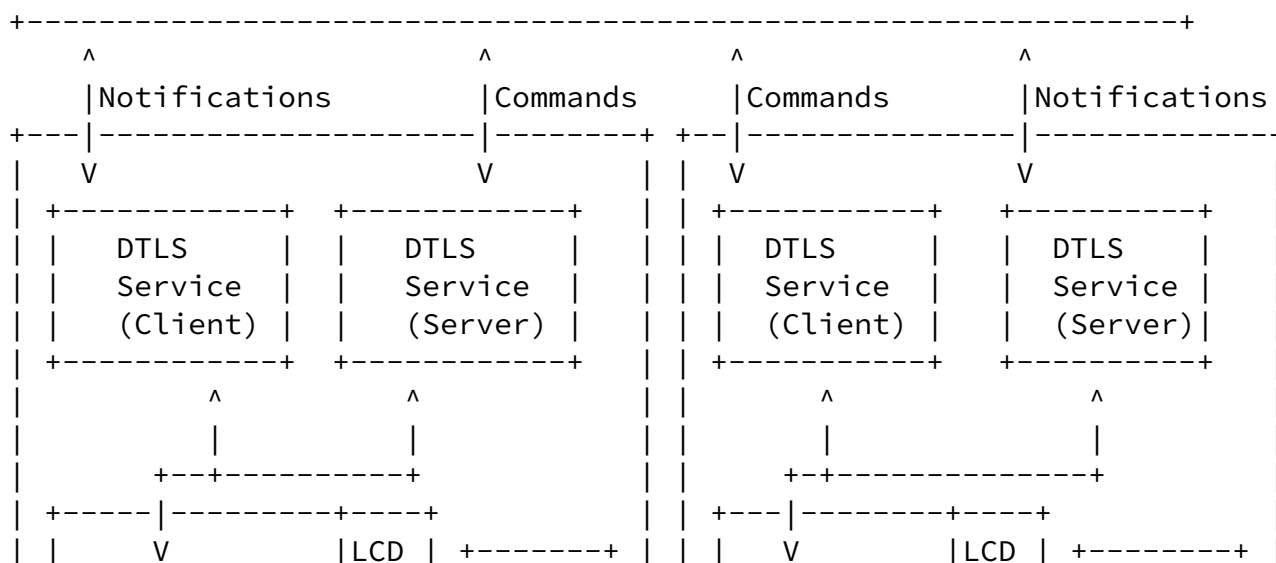 +-------------------------------------------------------------+
    ^                     ^             ^               ^
    |Notifications        |Commands     |Commands       |Notifications
+---|---------------------|--------+ +--|---------------|--------------
|   V                     V        | |  V               V             |
| +------------+  +------------+   | | +-----------+   +----------+   |
| |   DTLS     |  |   DTLS     |   | | |  DTLS     |   |  DTLS    |   |
| |   Service  |  |   Service  |   | | |  Service  |   |  Service |   |
| |   (Client) |  |   (Server) |   | | |  (Client) |   |  (Server)|   |
| +------------+  +------------+   | | +-----------+   +----------+   |
|          ^          ^            | |       ^              ^         |
|          |          |            | |       |              |         |
|       +--+----------+            | |     +-+--------------+         |
| +-----|---------+----+           | | +---|--------+----+            |
| |     V         |LCD | +-------+ | | |   V        |LCD | +--------+ |